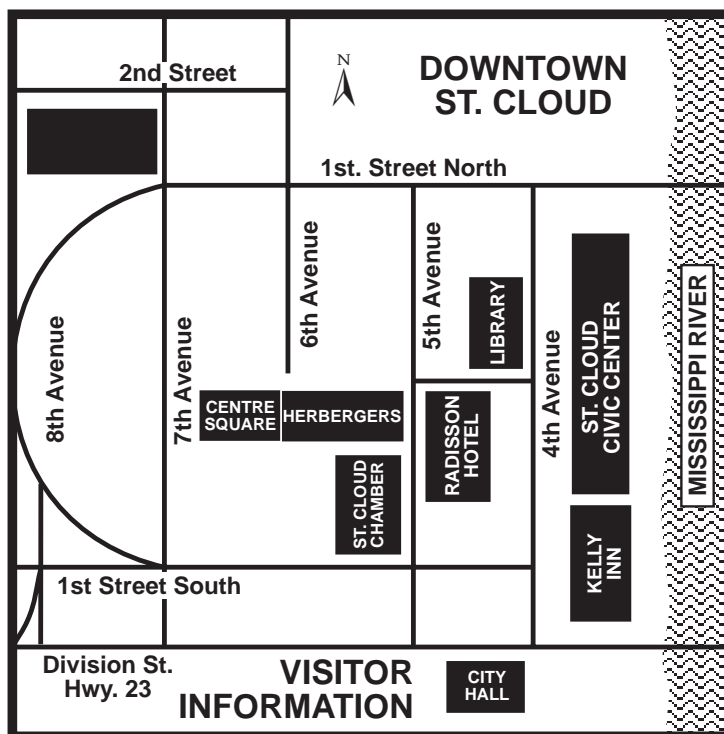 2nd Street
N
DOWNTOWN
ST. CLOUD
1st. Street North
8th Avenue
7th Avenue
6th Avenue
5th Avenue
LIBRARY
4th Avenue
ST. CLOUD
CIVIC CENTER
MISSISSIPPI RIVER
CENTRE
SQUARE
HERBERGERS
RADISSON
HOTEL
ST. CLOUD
CHAMBER
KELLY
INN
1st Street South
Division St.
Hwy. 23
VISITOR
INFORMATION
CITY
HALL